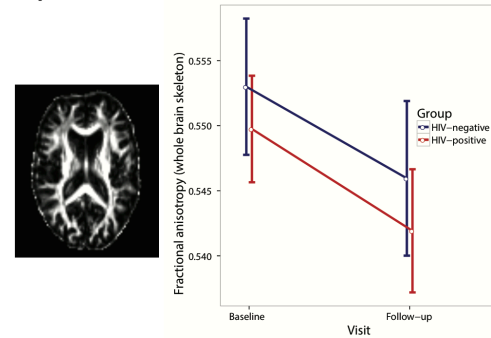 Fractional anisotropy (whole brain skeleton)
0.555
0.550
0.545
0.540
Group
HIV−negative
HIV−positive
Baseline
Follow−up
Visit